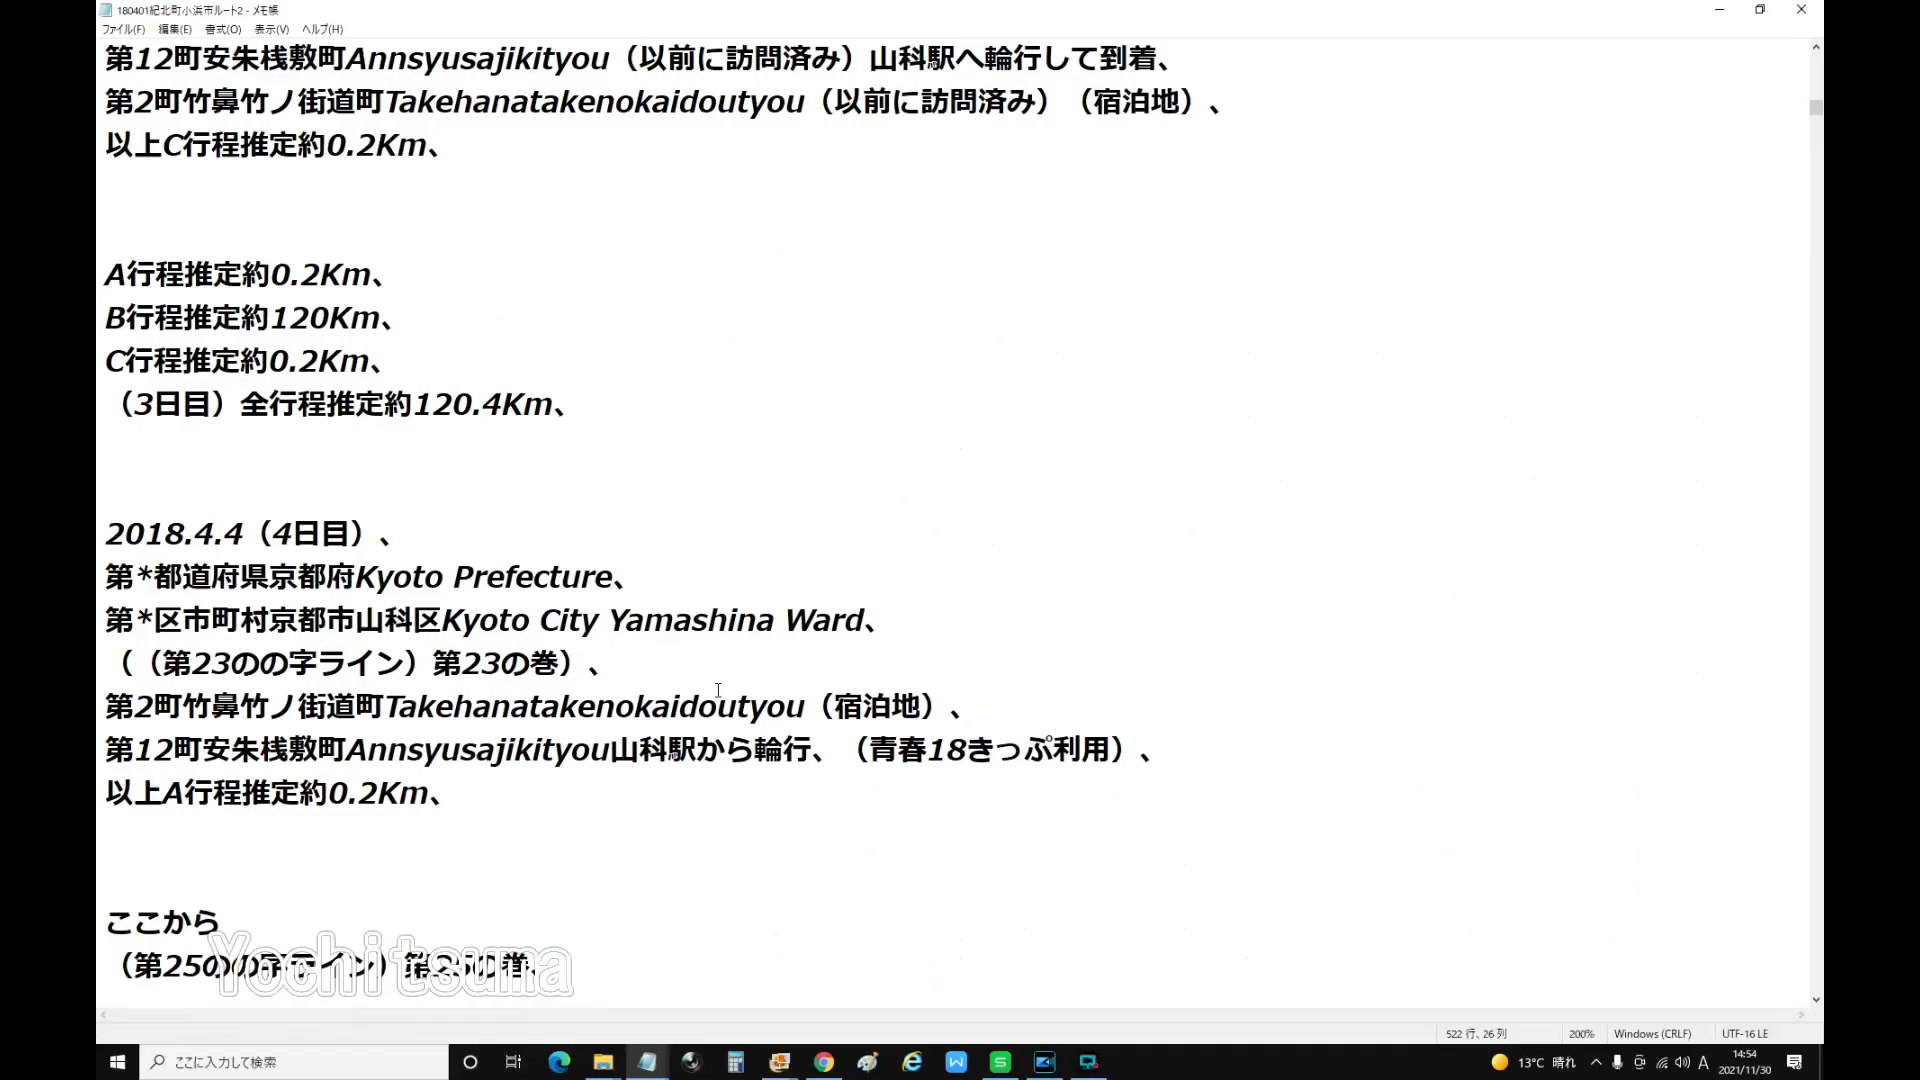 180401紀北町小浜市ルート2 - メモ帳
ファイル(F) 編集(E) 書式(O) 表示(V) ヘルプ(H)
第12町安朱桟敷町Annsyusajikityou（以前に訪問済み）山科駅へ輪行して到着、
第2町竹鼻竹ノ街道町Takehanatakenokaidoutyou（以前に訪問済み）（宿泊地）、
以上C行程推定約0.2Km、
A行程推定約0.2Km、
B行程推定約120Km、
C行程推定約0.2Km、
（3日目）全行程推定約120.4Km、
2018.4.4（4日目）、
第*都道府県京都府Kyoto Prefecture、
第*区市町村京都市山科区Kyoto City Yamashina Ward、
（（第23のの字ライン）第23の巻）、
第2町竹鼻竹ノ街道町Takehanatakenokaidoutyou（宿泊地）、
第12町安朱桟敷町Annsyusajikityou山科駅から輪行、（青春18きっぷ利用）、
以上A行程推定約0.2Km、
ここから
（第25のの字ライン）第25の巻、
Yochitsuma
522 行、26 列 200% Windows (CRLF) UTF-16 LE
ここに入力して検索
13°C 晴れ A 14:54
2021/11/30